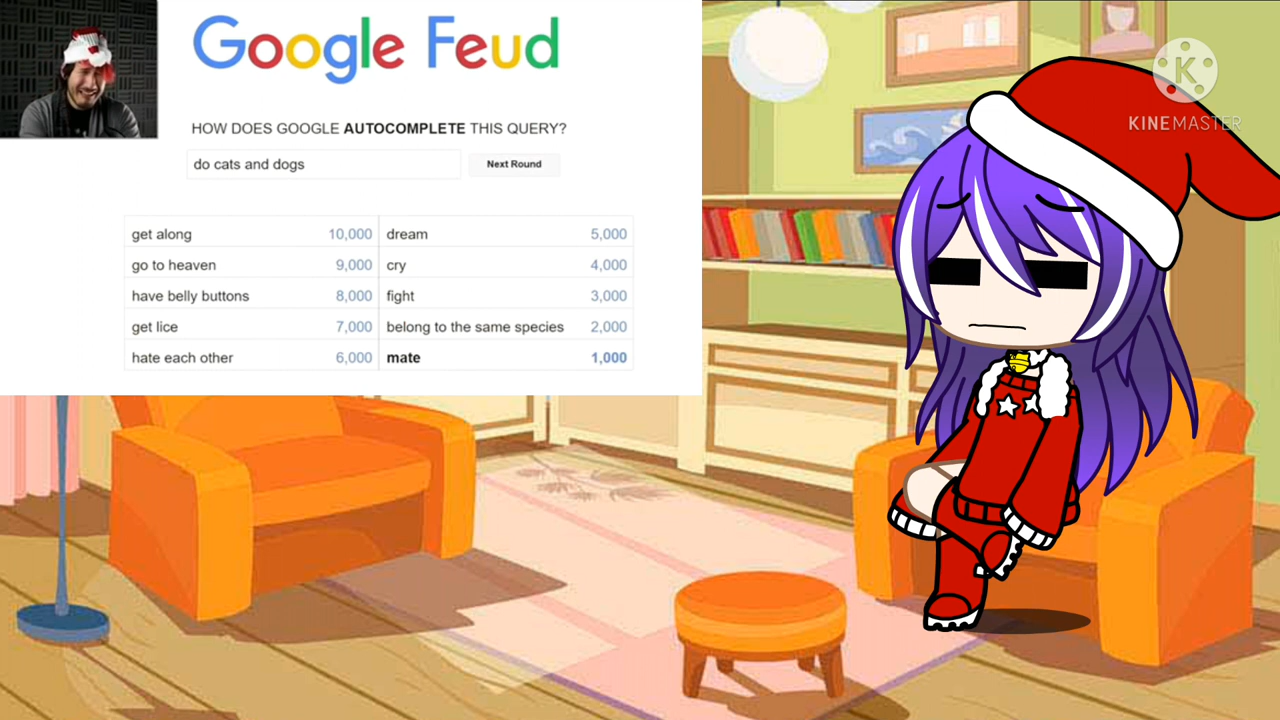 Google Feud
HOW DOES GOOGLE AUTOCOMPLETE THIS QUERY?
do cats and dogs
Next Round
get along 10,000 dream 5,000
go to heaven 9,000 cry 4,000
have belly buttons 8,000 fight 3,000
get lice 7,000 belong to the same species 2,000
hate each other 6,000 mate 1,000
K
KINEMASTER